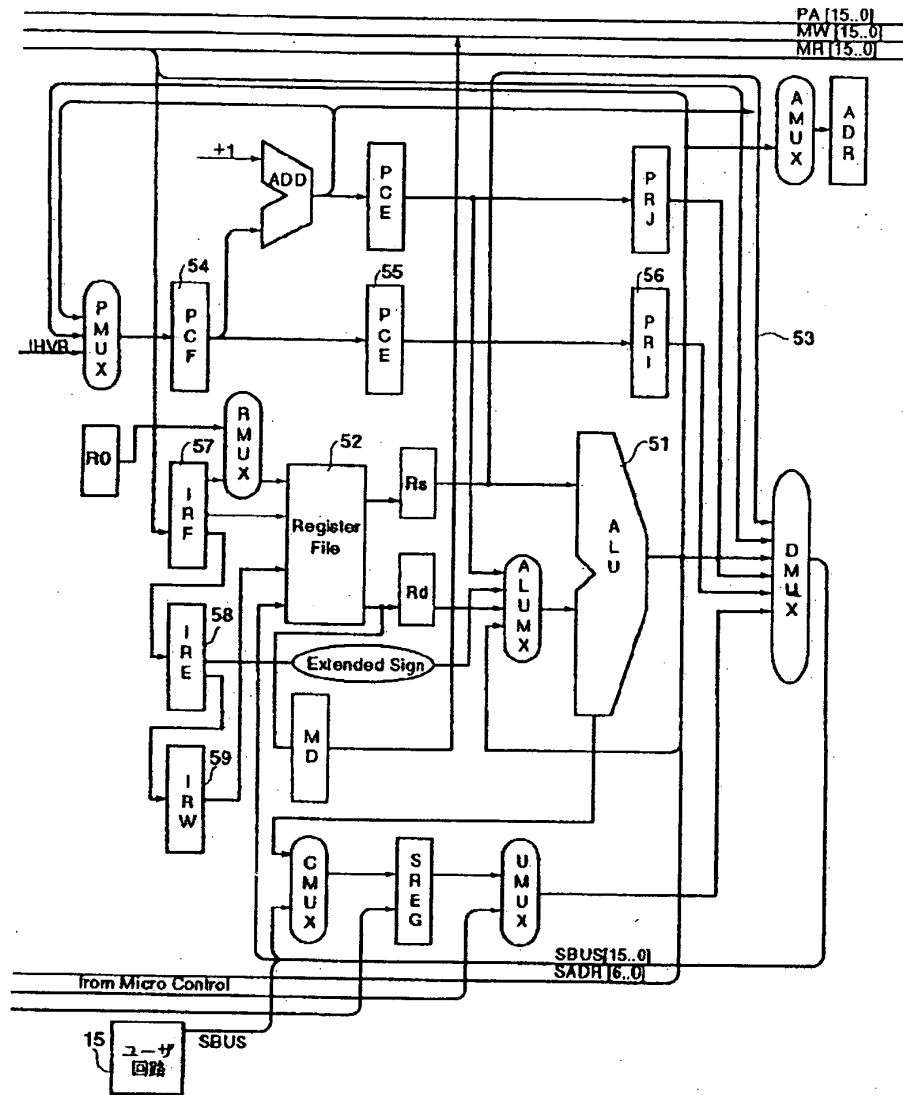 PA [15..0]
MW [15..0]
MR [15..0]
AMUX
ADR
+1
ADD
PCE
PRJ
54
55
56
PMUX
PCF
PCE
PRI
53
IHVR
RMUX
R0
57
52
51
IRF
Register
File
Rs
ALU
DMUX
Rd
ALUMX
58
IRE
Extended Sign
MD
59
IRW
CMUX
SREG
UMUX
SBUS[15..0]
SADR [6..0]
from Micro Control
15
ユーザ
回路
SBUS